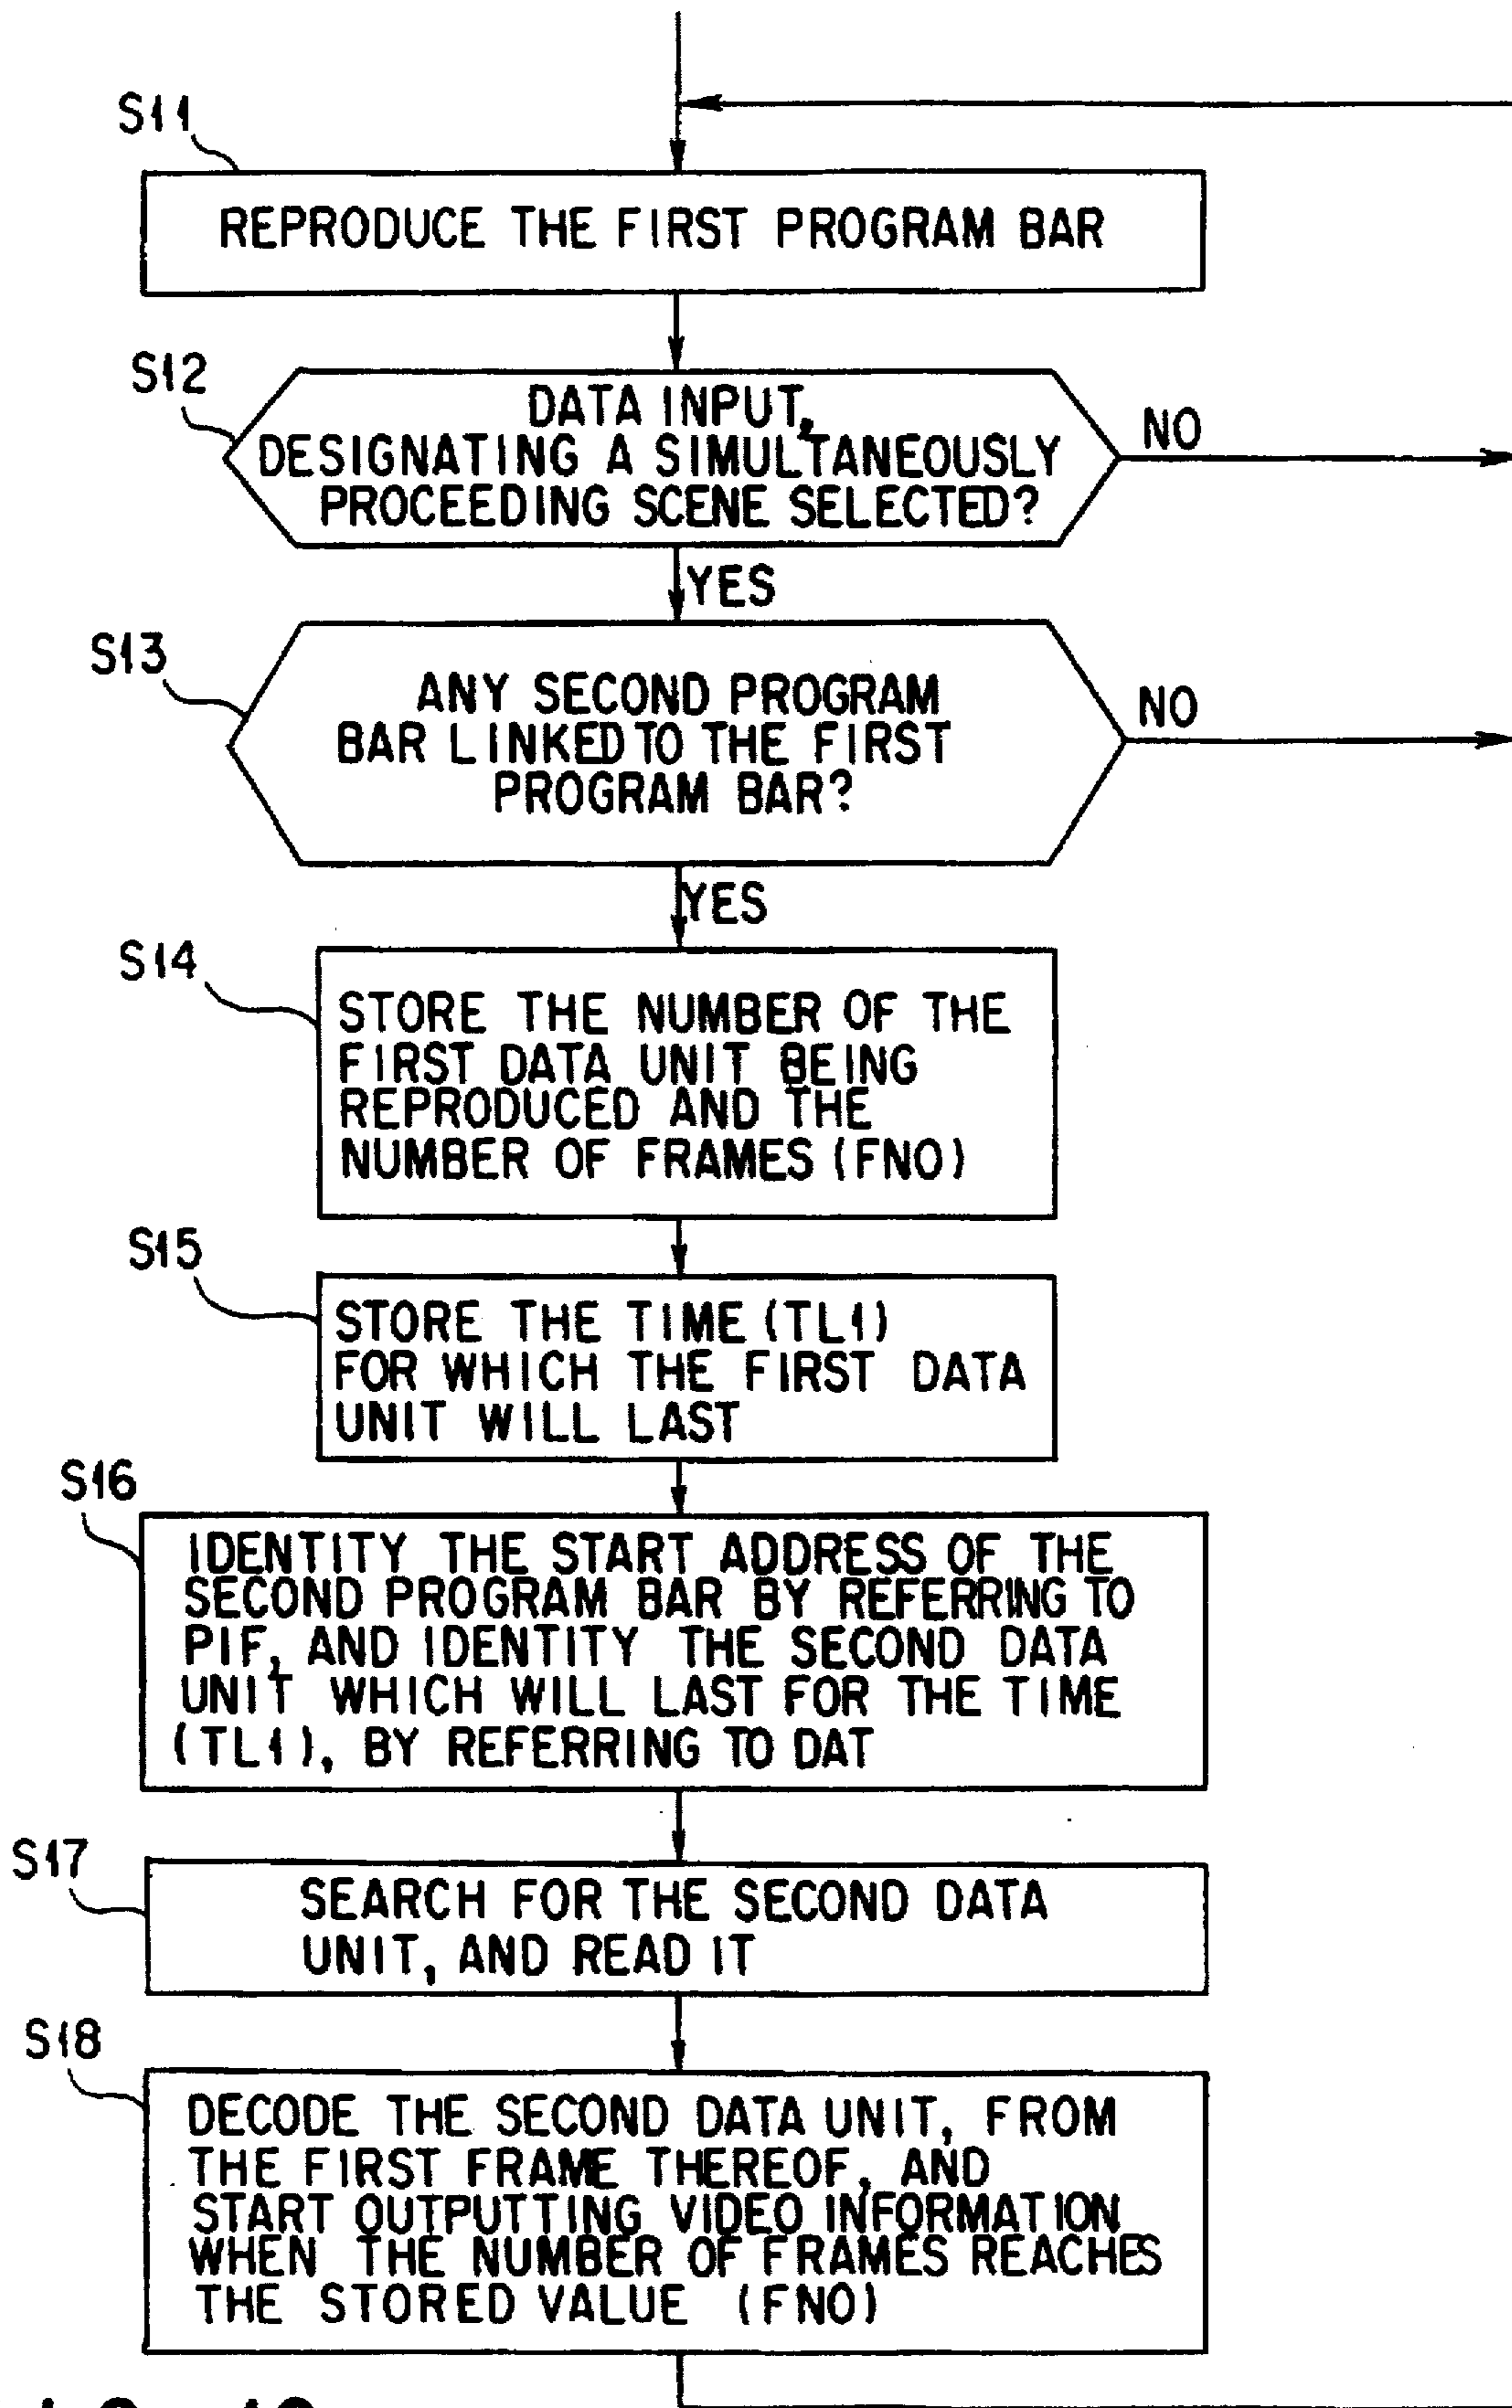 S11
REPRODUCE THE FIRST PROGRAM BAR
S12
DATA INPUT,
DESIGNATING A SIMULTANEOUSLY
PROCEEDING SCENE SELECTED?
NO
YES
S13
ANY SECOND PROGRAM
BAR LINKED TO THE FIRST
PROGRAM BAR?
NO
YES
S14
STORE THE NUMBER OF THE
FIRST DATA UNIT BEING
REPRODUCED AND THE
NUMBER OF FRAMES (FNO)
S15
STORE THE TIME (TL1)
FOR WHICH THE FIRST DATA
UNIT WILL LAST
S16
IDENTITY THE START ADDRESS OF THE
SECOND PROGRAM BAR BY REFERRING TO
PIF, AND IDENTITY THE SECOND DATA
UNIT WHICH WILL LAST FOR THE TIME
(TL1), BY REFERRING TO DAT
S17
SEARCH FOR THE SECOND DATA
UNIT, AND READ IT
S18
DECODE THE SECOND DATA UNIT, FROM
THE FIRST FRAME THEREOF, AND
START OUTPUTTING VIDEO INFORMATION
WHEN THE NUMBER OF FRAMES REACHES
THE STORED VALUE (FNO)